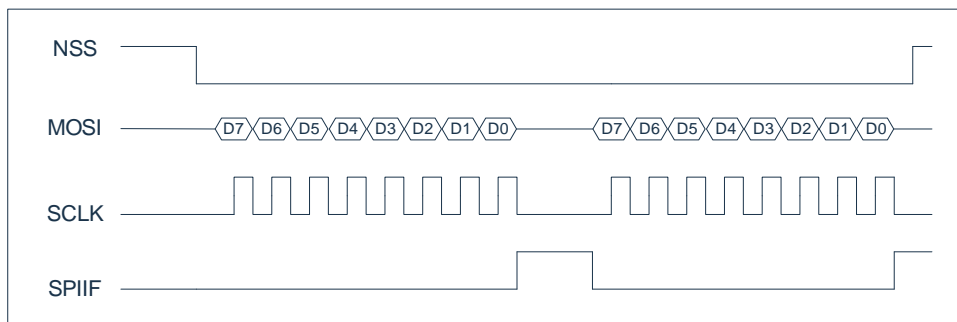 NSS
MOSI D7 D6 D5 D4 D3 D2 D1 D0 D7 D6 D5 D4 D3 D2 D1 D0
SCLK
SPIIF